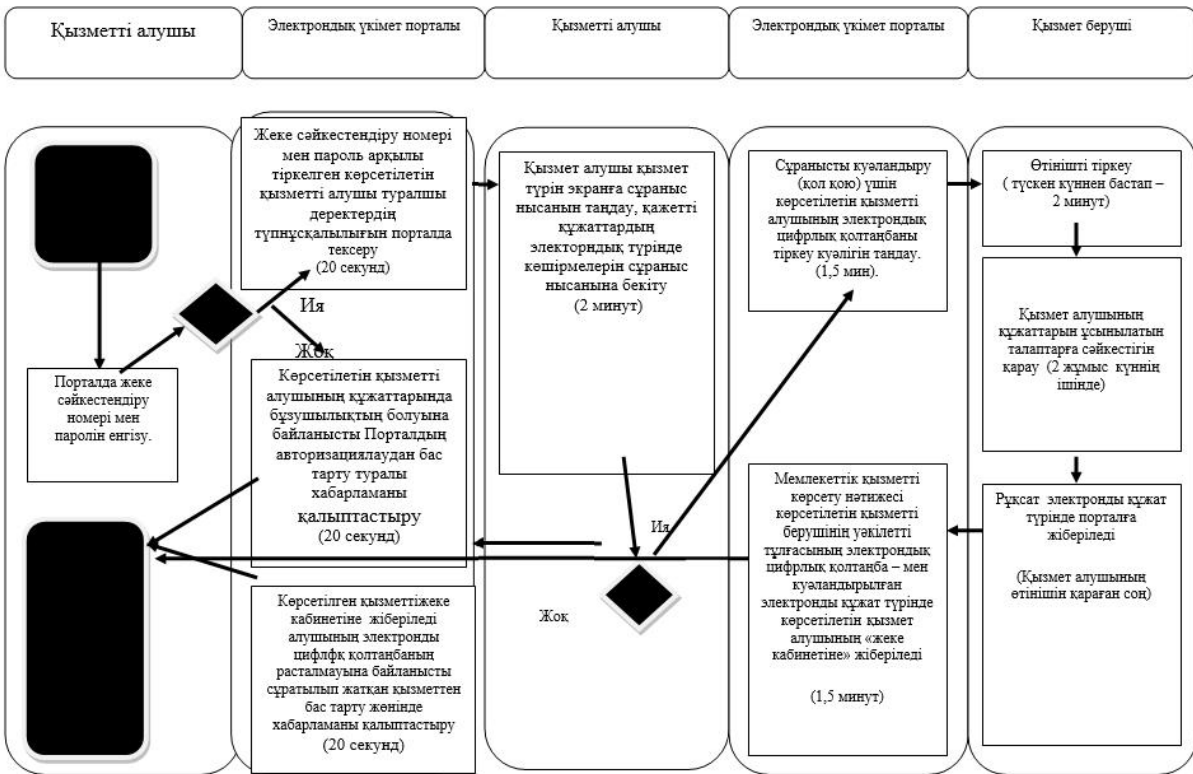 Қызметті алушы
Электрондық үкімет порталы
Қызметті алушы
Электрондық үкімет порталы
Қызмет беруші
Порталда жеке
сәйкестендіру
номері мен
паролін енгізу.
Жеке сәйкестендіру номері
мен пароль арқылы
тіркелген көрсетілетін
қызметті алушы туралшы
деректердің
түпнұсқалылығын порталда
тексеру
(20 секунд)
Ия
Жоқ
Көрсетілетін қызметті
алушының құжаттарында
бұзушылықтың болуына
байланысты Порталдың
авторизациялаудан бас
тарту туралы
хабарламаны
қалыптастыру
(20 секунд)
Көрсетілген қызметтіжеке
кабинетіне жіберіледі
алушының электронды
цифлфқ қолтаңбаның
расталмауына байланысты
сұратылып жатқан қызметтен
бас тарту жөнінде
хабарламаны қалыптастыру
(20 секунд)
Қызмет алушы қызмет
түрін экранға сұраныс
нысанын таңдау, қажетті
құжаттардың
электорндық түрінде
көшірмелерін сұраныс
нысанына бекіту
(2 минут)
Ия
Жоқ
Сұранысты куәландыру
(қол қою) үшін
көрсетілетін қызметті
алушының электрондық
цифрлық қолтаңбаны
тіркеу куәлігін таңдау.
(1,5 мин).
Мемлекеттік қызметті
көрсету нәтижесі
көрсетілетін қызметті
берушінің уәкілетті
тұлғасының электрондық
цифрлық қолтаңба – мен
куәландырылған
электронды құжат түрінде
көрсетілетін қызмет
алушының «жеке
кабинетіне» жіберіледі
(1,5 минут)
Өтінішті тіркеу
( түскен күннен бастап –
2 минут)
Қызмет алушының
құжаттарын ұсынылатын
талаптарға сәйкестігін
қарау (2 жұмыс күннің
ішінде)
Рұқсат электронды құжат
түрінде порталға
жіберіледі
(Қызмет алушының
өтінішін қараған соң)